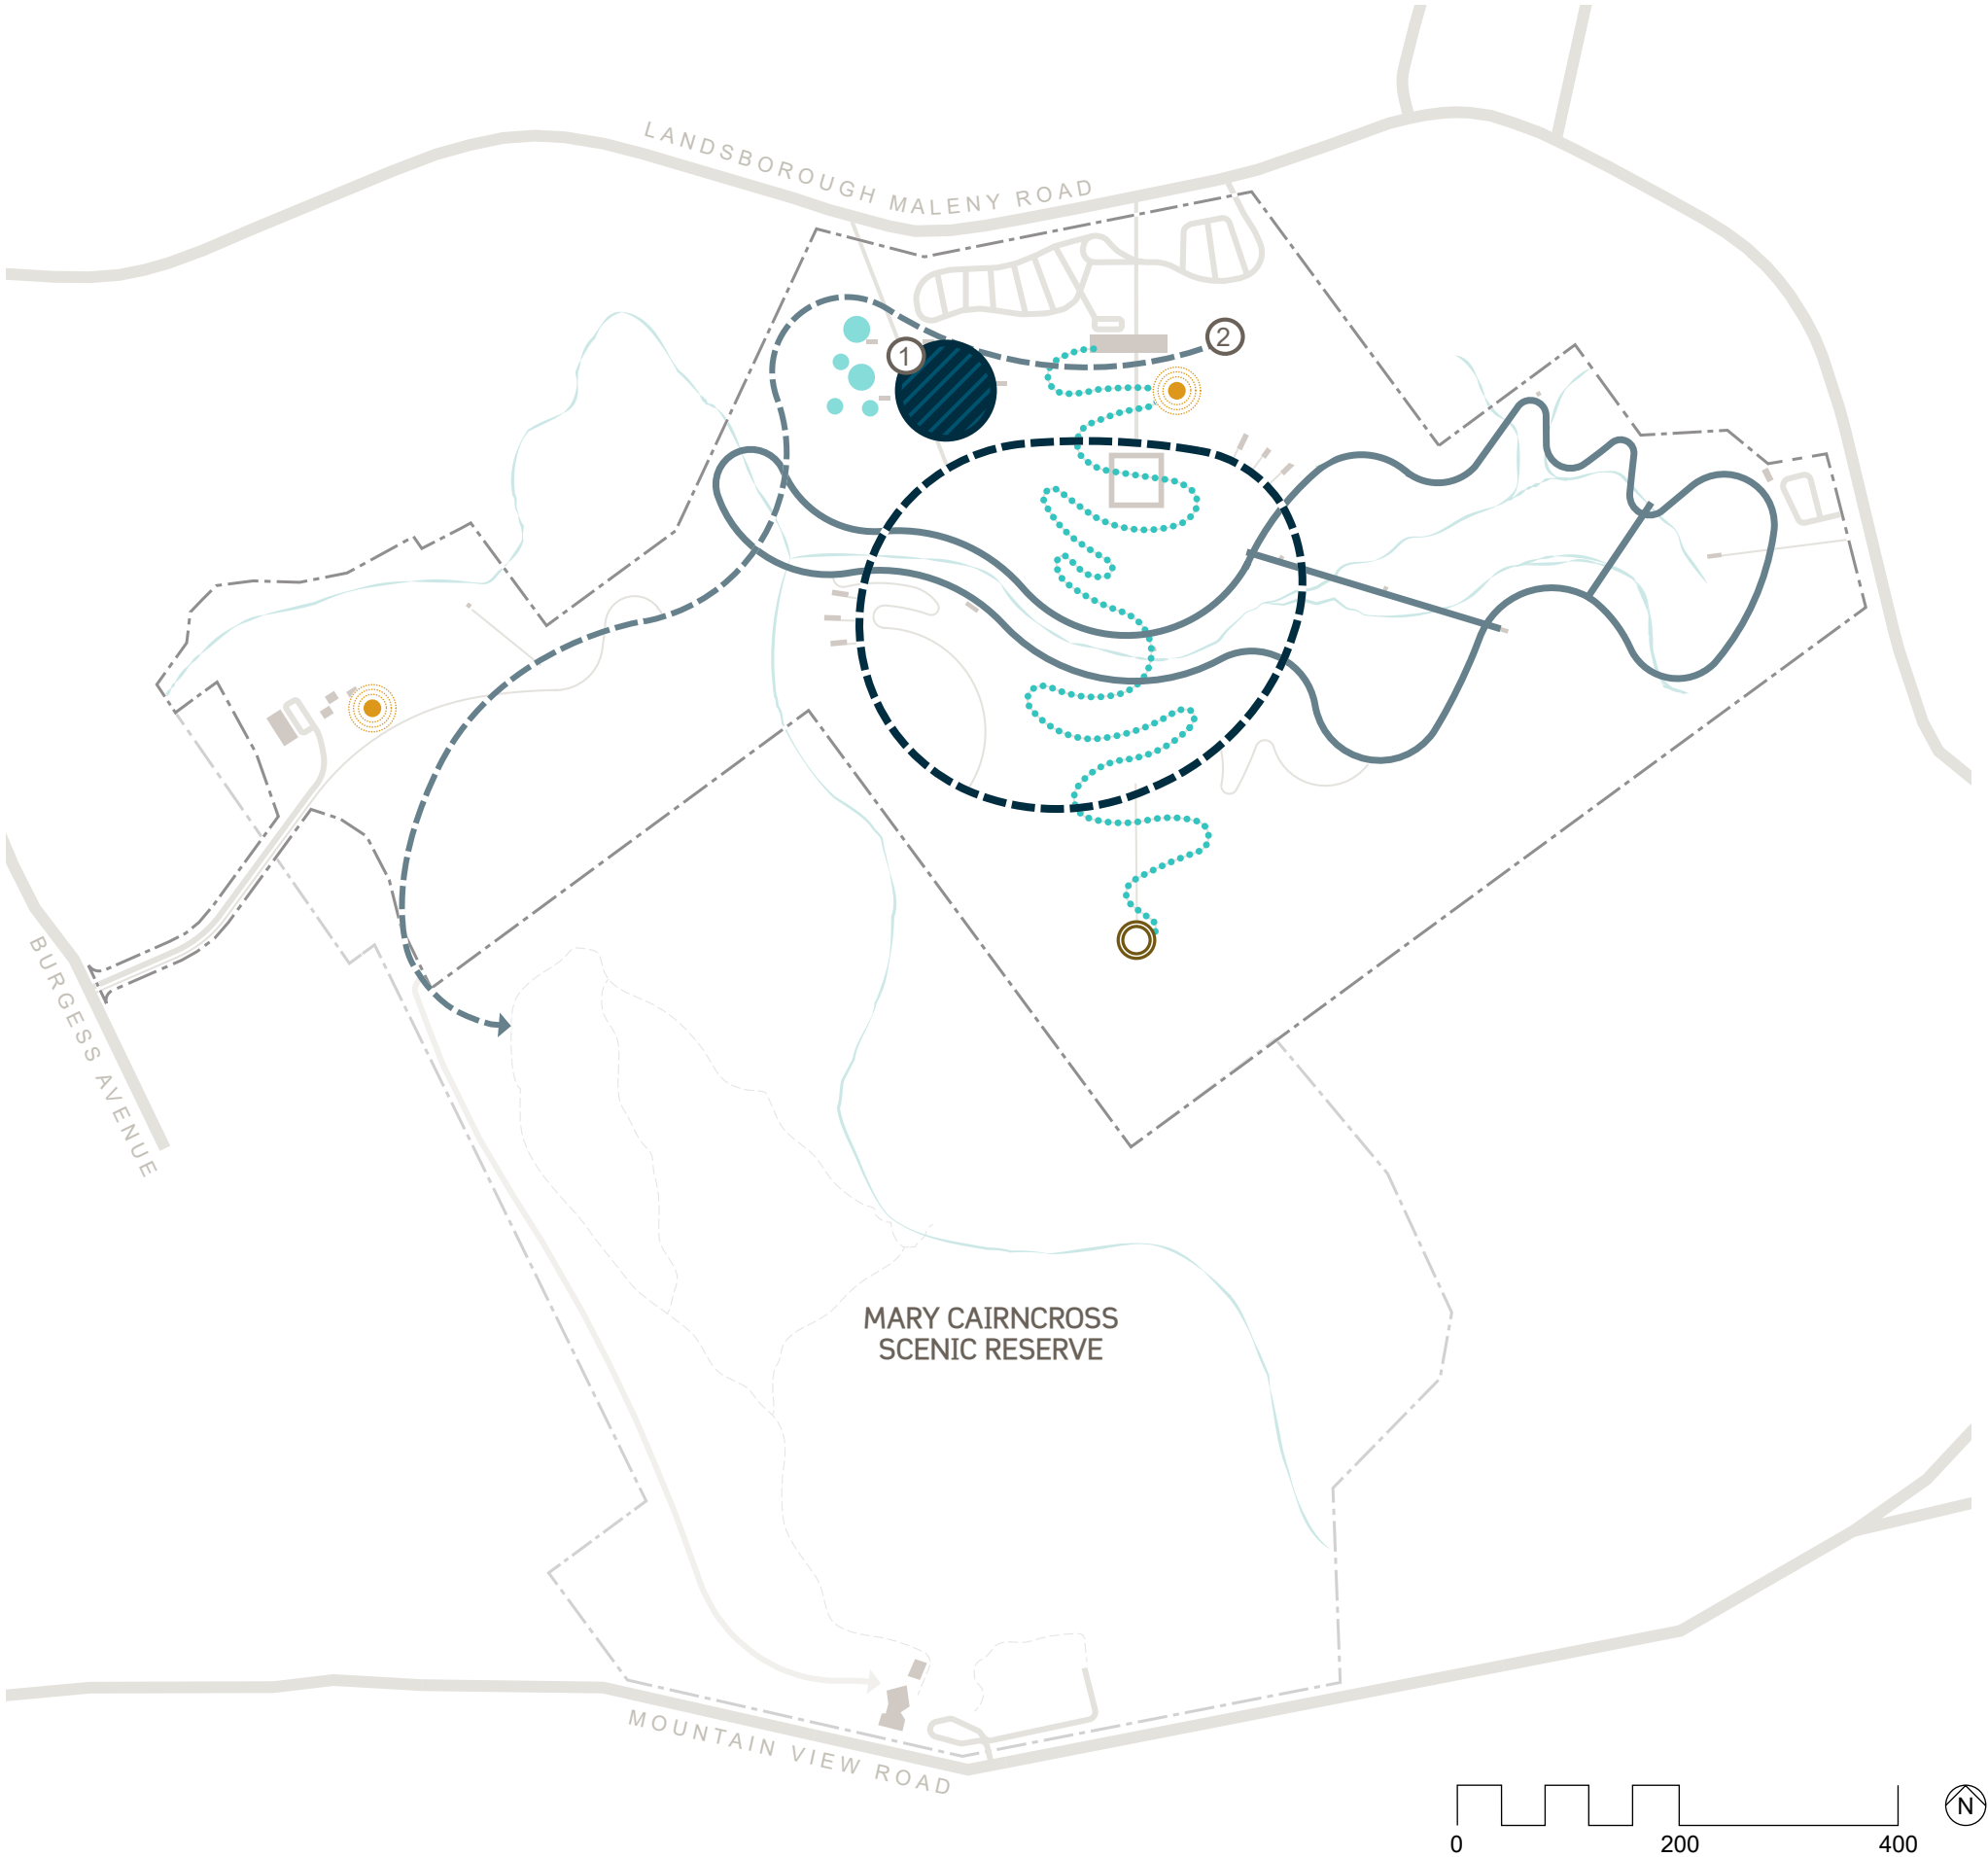 LANDSBOROUGH MALENY ROAD
2
1
BURGESS AVENUE
MARY CAIRNCROSS
SCENIC RESERVE
MOUNTAIN VIEW ROAD
N
0 200 400